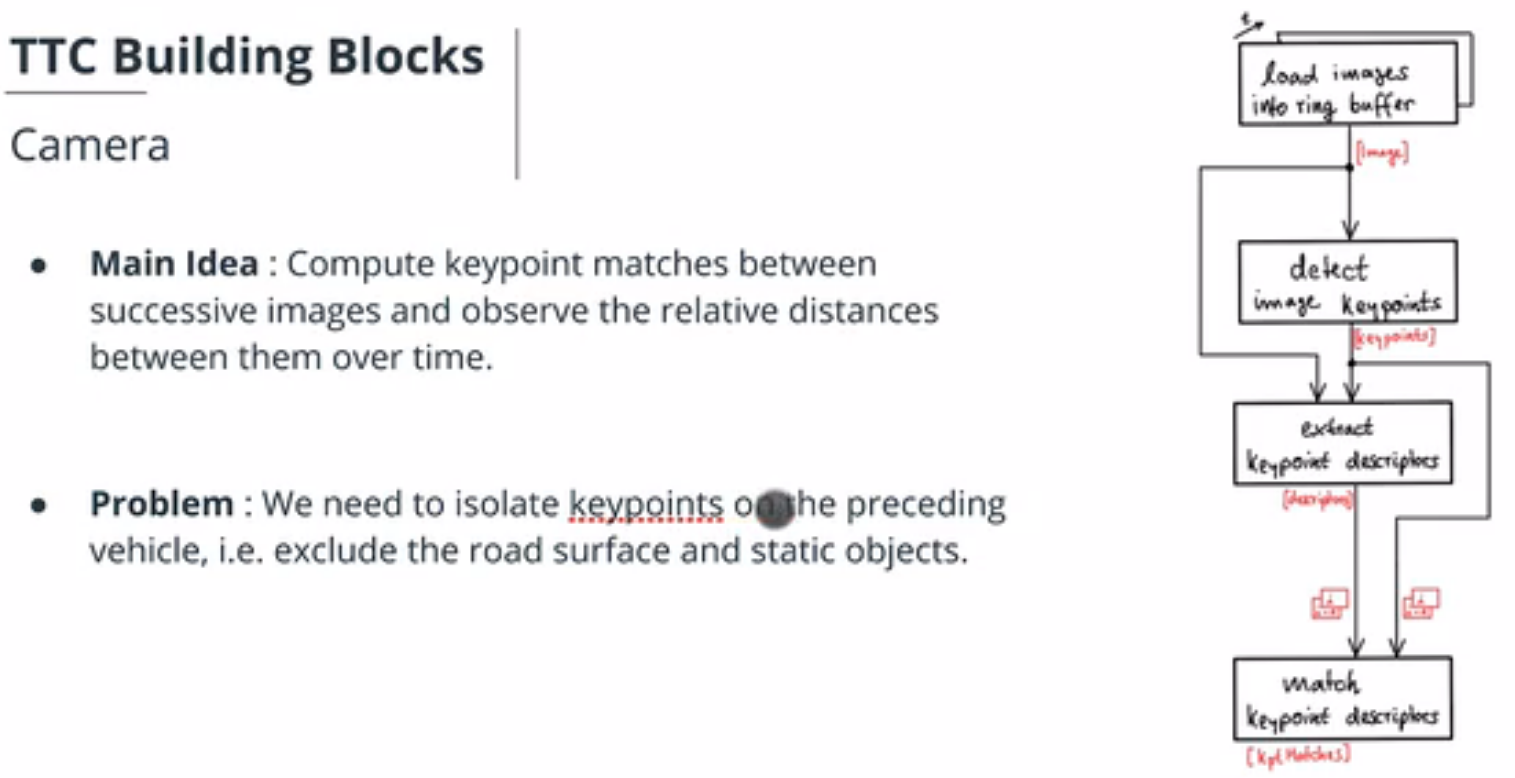 TTC Building Blocks
Camera
● Main Idea : Compute keypoint matches between
successive images and observe the relative distances
between them over time.
● Problem : We need to isolate keypoints on the preceding
vehicle, i.e. exclude the road surface and static objects.
t
load images
into ring buffer
[Image]
detect
image keypoints
[keypoints]
extract
keypoint descriptors
[descriptors]
match
keypoint descriptors
[kptMatches]